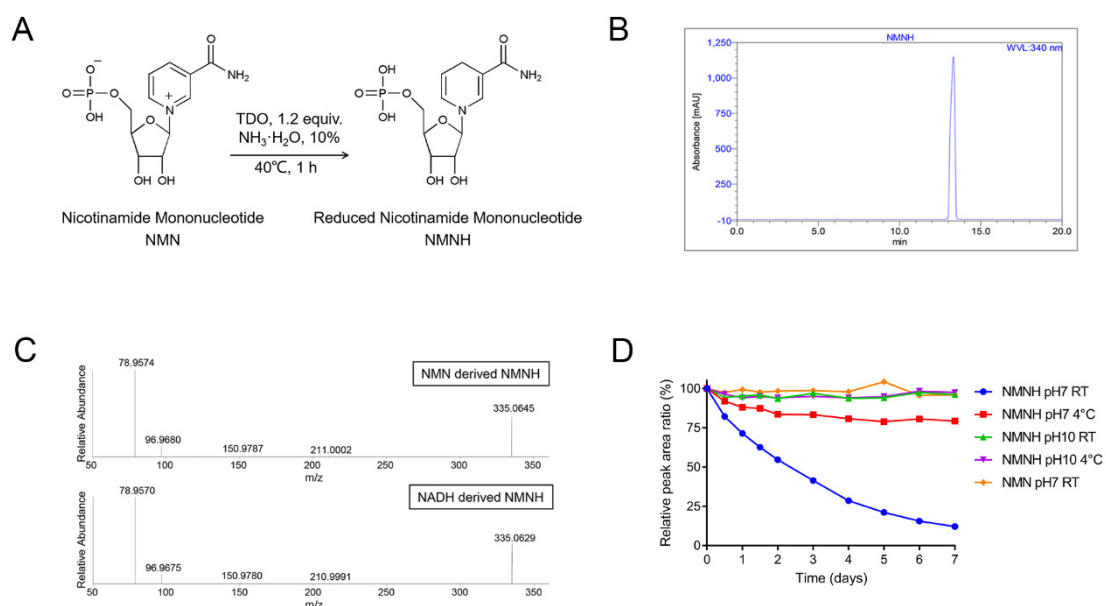 A
O
O⁻
NH₂
O=P
O
OH
N
+
O
OH OH
TDO, 1.2 equiv.
NH₃·H₂O, 10%
40℃, 1 h
O
OH
NH₂
O=P
O
OH
N
O
OH OH
Nicotinamide Mononucleotide
NMN
Reduced Nicotinamide Mononucleotide
NMNH
B
NMNH
WVL:340 nm
Absorbance [mAU]
1,250
1,000
750
500
250
-10
0.0 5.0 10.0 15.0 20.0
min
C
Relative Abundance
78.9574
NMN derived NMNH
335.0645
96.9680
150.9787
211.0002
50 100 150 200 250 300 350
m/z
Relative Abundance
78.9570
NADH derived NMNH
335.0629
96.9675
150.9780
210.9991
50 100 150 200 250 300 350
m/z
D
Relative peak area ratio (%)
100
75
50
25
0
0 1 2 3 4 5 6 7
Time (days)
NMNH pH7 RT
NMNH pH7 4°C
NMNH pH10 RT
NMNH pH10 4°C
NMN pH7 RT